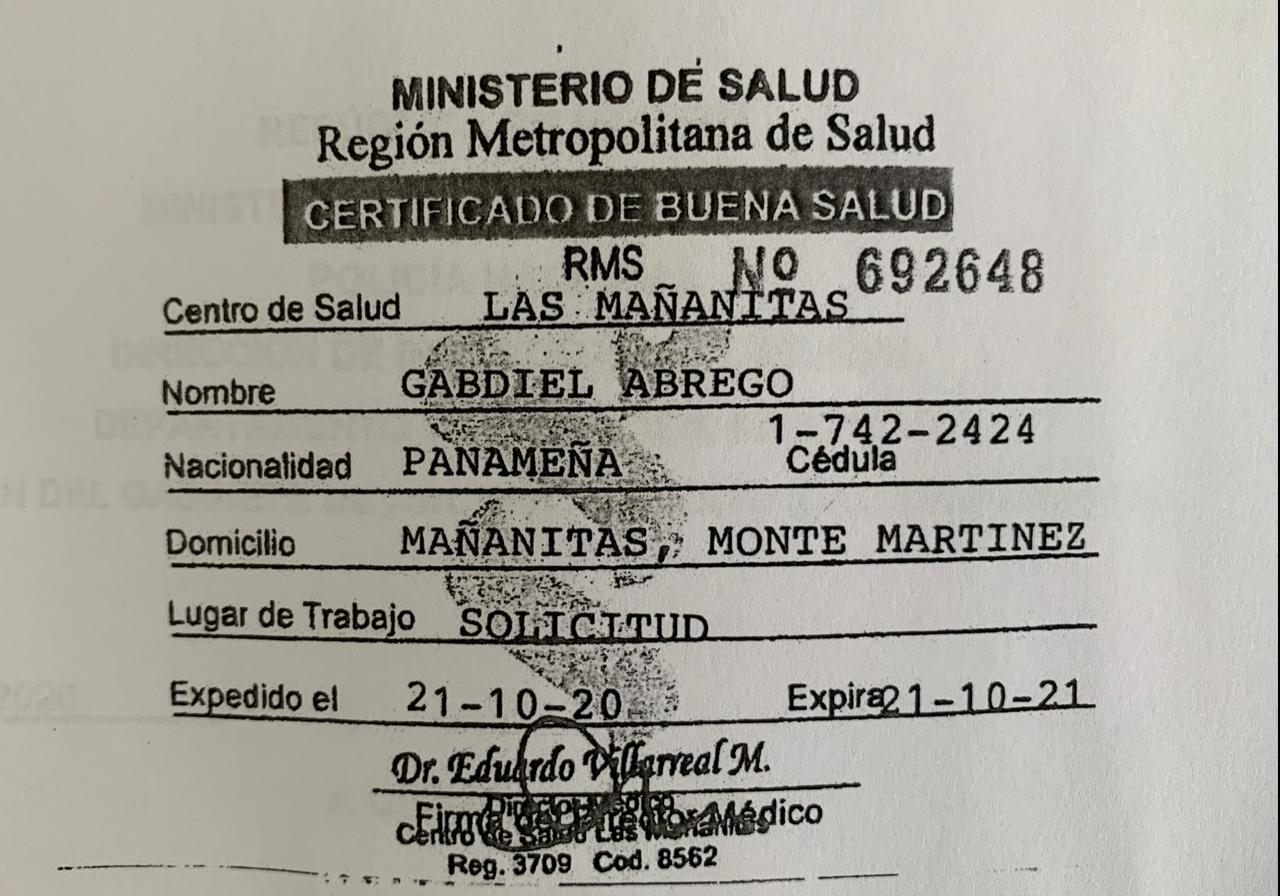 MINISTERIO DE SALUD
Región Metropolitana de Salud
CERTIFICADO DE BUENA SALUD
RMS Nº 692648
Centro de Salud LAS MAÑANITAS
Nombre GABDIEL ABREGO
1-742-2424
Nacionalidad PANAMEÑA Cédula
Domicilio MAÑANITAS, MONTE MARTINEZ
Lugar de Trabajo SOLICITUD
Expedido el 21-10-20 Expira 21-10-21
Dr. Eduardo Villarreal M.
Director Médico
Firma del Director Médico
Centro de Salud Las Mañanitas
Reg. 3709 Cod. 8562